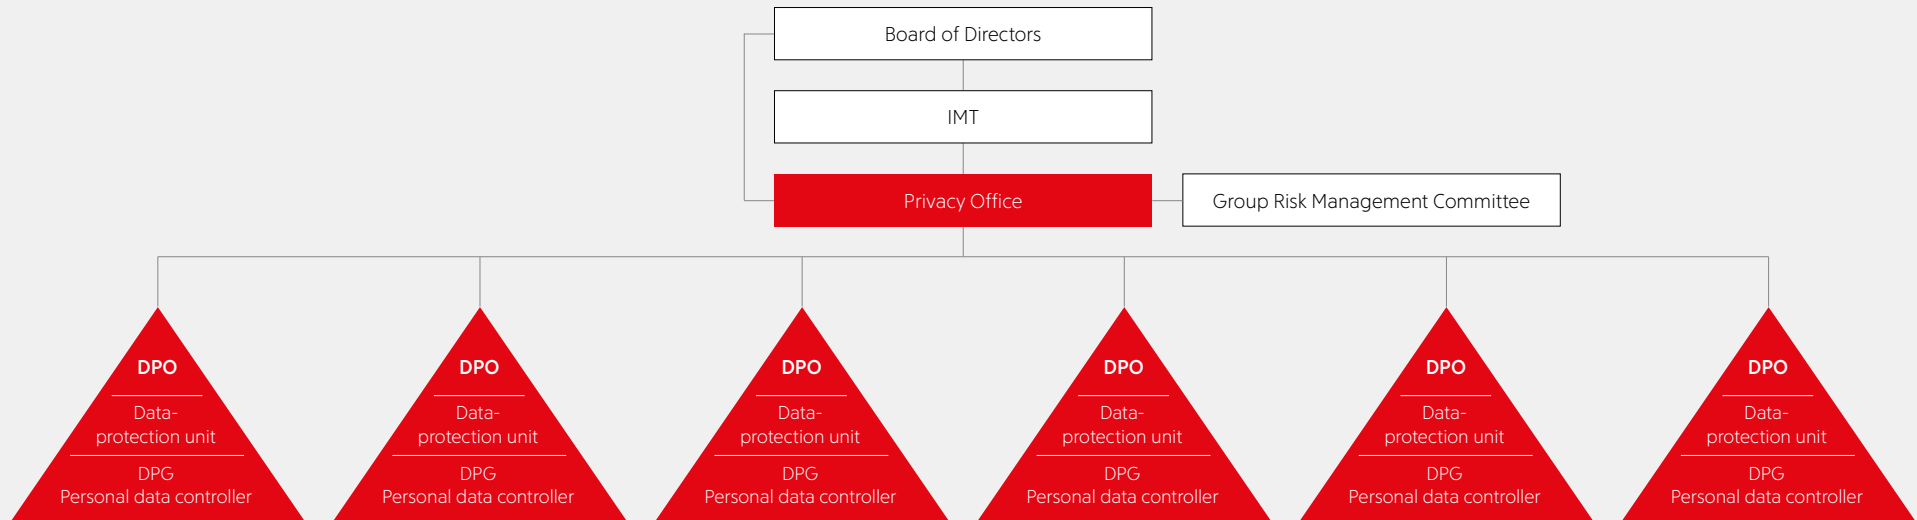 Board of Directors
IMT
Privacy Office
Group Risk Management Committee
DPO
Data-
protection unit
DPG
Personal data controller
DPO
Data-
protection unit
DPG
Personal data controller
DPO
Data-
protection unit
DPG
Personal data controller
DPO
Data-
protection unit
DPG
Personal data controller
DPO
Data-
protection unit
DPG
Personal data controller
DPO
Data-
protection unit
DPG
Personal data controller